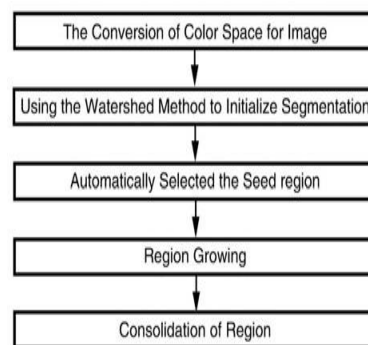 The Conversion of Color Space for Image
Using the Watershed Method to Initialize Segmentation
Automatically Selected the Seed region
Region Growing
Consolidation of Region